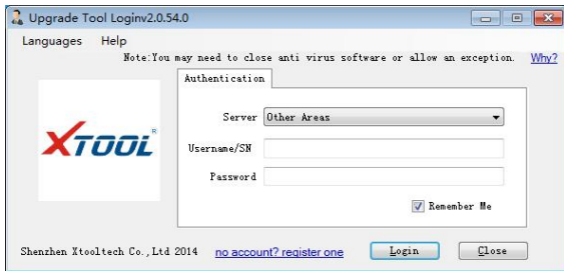 Upgrade Tool Loginv2.0.54.0
Languages Help
Note:You may need to close anti virus software or allow an exception. Why?
Authentication
XTOOL®
Server Other Areas
Username/SN
Password
Remember Me
Shenzhen Xtooltech Co.,Ltd 2014 no account? register one Login Close